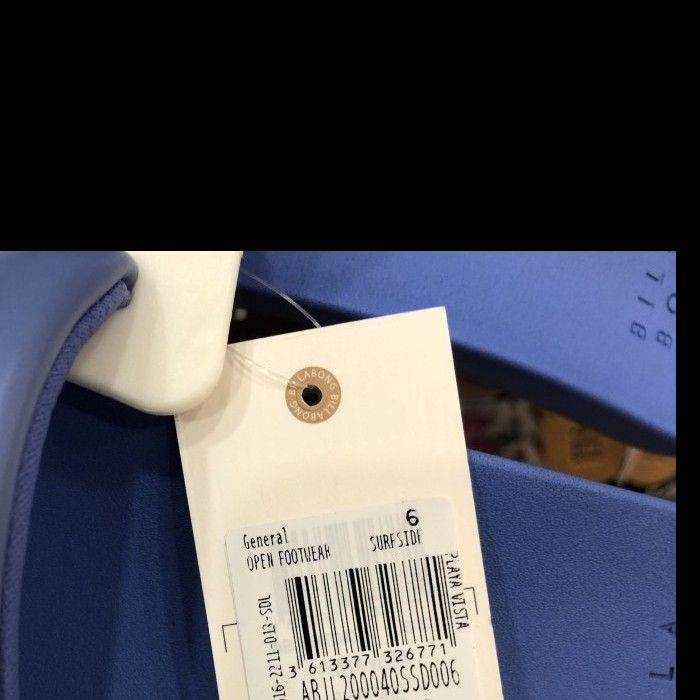 BIL
BO
BILLABONG BILLABONG
6
General
OPEN FOOTWEAR SURFSIDE
PLAYA VISTA
16-2211-013-SDL
3 613377 326771
ABJL200040SSD006
LA